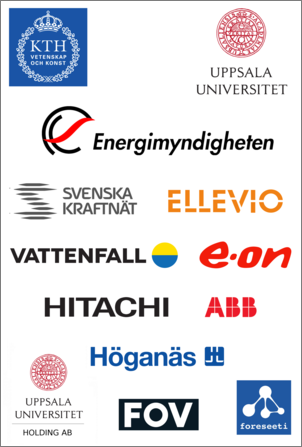 KTH
VETENSKAP
OCH KONST
UPPSALA
UNIVERSITET
Energimyndigheten
SVENSKA
KRAFTNÄT
ELLEVIO
VATTENFALL
e·on
HITACHI
ABB
Höganäs
UPPSALA
UNIVERSITET
HOLDING AB
FOV
foreseeti